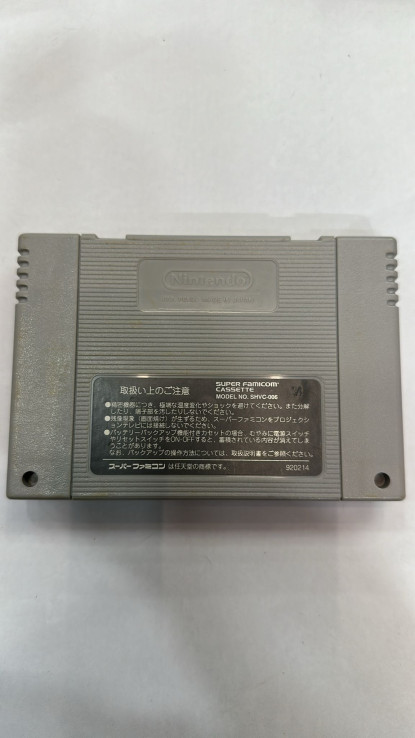 Nintendo
取扱い上のご注意
SUPER FAMICOM
CASSETTE
MODEL NO. SHVC-006
●精密機器につき、極端な温度変化やショックを避けてください。また分解
したり、端子部を汚したりしないでください。
●残像現象（画面焼け）が生ずるため、スーパーファミコンをプロジェクシ
ョンテレビには接続しないでください。
●バッテリーバックアップ機能付きカセットの場合、むやみに電源スイッチ
やリセットスイッチをON-OFFすると、蓄積されている内容が消えてしま
うことがあります。
なお、バックアップの操作方法については、取扱説明書をご参照ください。
スーパーファミコン は任天堂の商標です。
920214